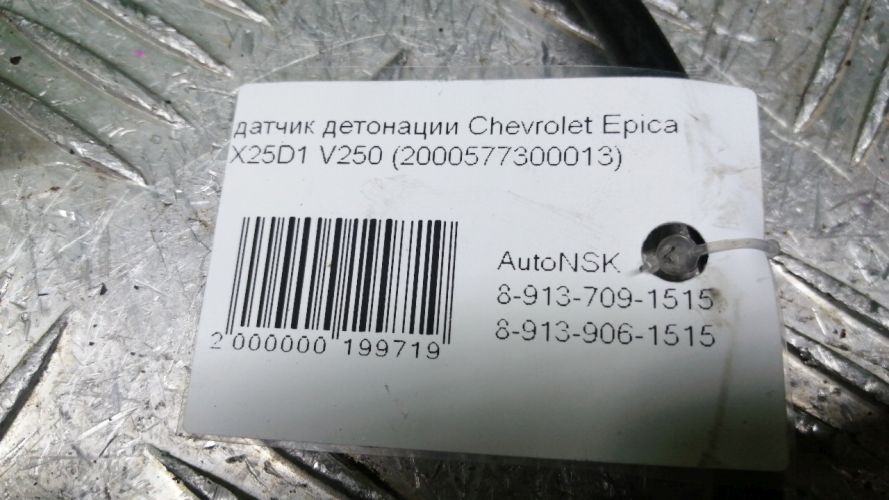 датчик детонации Chevrolet Epica
X25D1 V250 (2000577300013)
AutoNSK
8-913-709-1515
8-913-906-1515
2 000000 199719